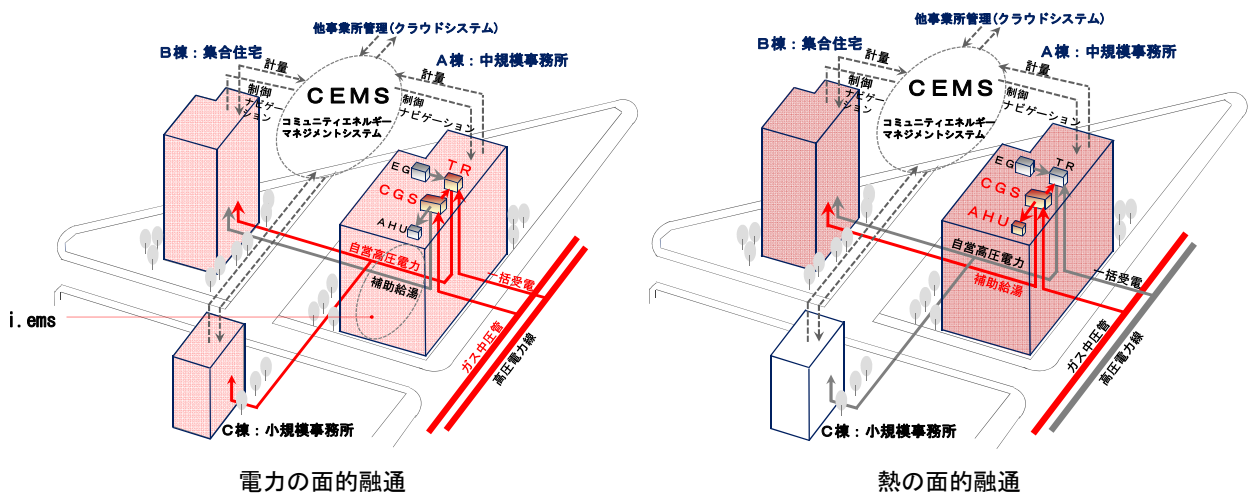 他事業所管理(クラウドシステム)
B棟：集合住宅
A棟：中規模事務所
計量
計量
制御
ナビゲーション
制御
ナビゲーション
CEMS
コミュニティエネルギー
マネジメントシステム
EG
TR
CGS
AHU
自営高圧電力
補助給湯
一括受電
ガス中圧管
高圧電力線
i.ems
C棟：小規模事務所
電力の面的融通
他事業所管理(クラウドシステム)
B棟：集合住宅
A棟：中規模事務所
計量
計量
制御
ナビゲーション
制御
ナビゲーション
CEMS
コミュニティエネルギー
マネジメントシステム
EG
TR
CGS
AHU
自営高圧電力
補助給湯
一括受電
ガス中圧管
高圧電力線
C棟：小規模事務所
熱の面的融通